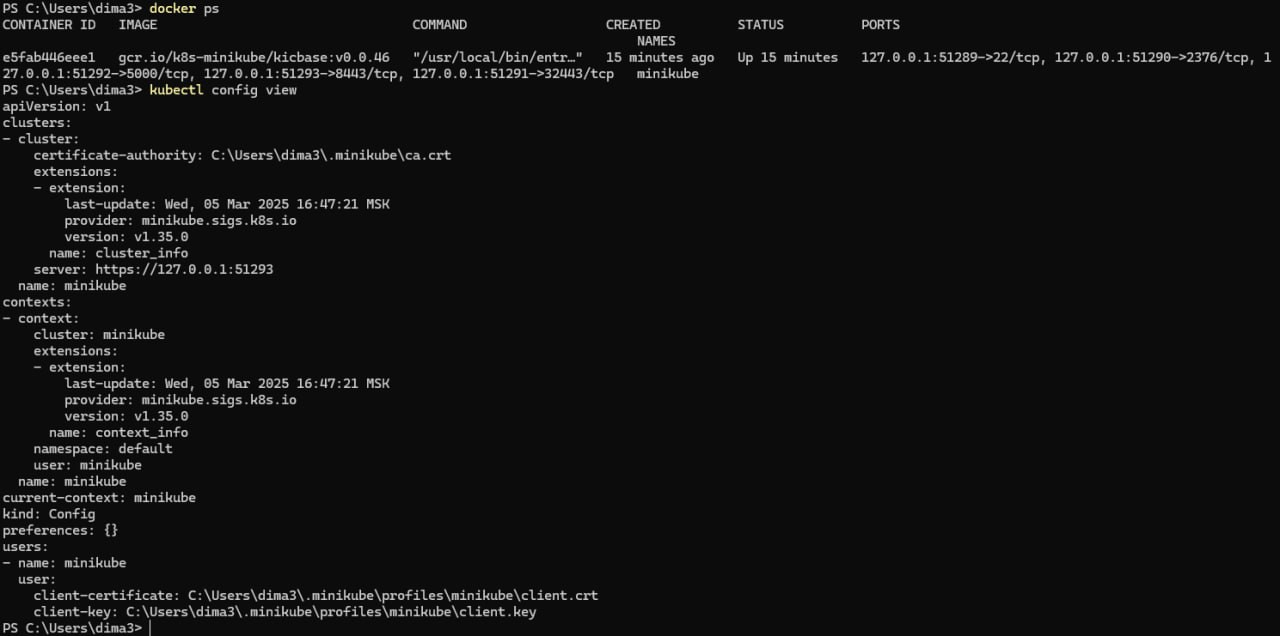 PS C:\Users\dima3> docker ps
CONTAINER ID   IMAGE                                 COMMAND                  CREATED          STATUS          PORTS
                                                                                  NAMES
e5fab446eee1   gcr.io/k8s-minikube/kicbase:v0.0.46   "/usr/local/bin/entr…"   15 minutes ago   Up 15 minutes   127.0.0.1:51289->22/tcp, 127.0.0.1:51290->2376/tcp, 1
27.0.0.1:51292->5000/tcp, 127.0.0.1:51293->8443/tcp, 127.0.0.1:51291->32443/tcp   minikube
PS C:\Users\dima3> kubectl config view
apiVersion: v1
clusters:
- cluster:
    certificate-authority: C:\Users\dima3\.minikube\ca.crt
    extensions:
    - extension:
        last-update: Wed, 05 Mar 2025 16:47:21 MSK
        provider: minikube.sigs.k8s.io
        version: v1.35.0
      name: cluster_info
    server: https://127.0.0.1:51293
  name: minikube
contexts:
- context:
    cluster: minikube
    extensions:
    - extension:
        last-update: Wed, 05 Mar 2025 16:47:21 MSK
        provider: minikube.sigs.k8s.io
        version: v1.35.0
      name: context_info
    namespace: default
    user: minikube
  name: minikube
current-context: minikube
kind: Config
preferences: {}
users:
- name: minikube
  user:
    client-certificate: C:\Users\dima3\.minikube\profiles\minikube\client.crt
    client-key: C:\Users\dima3\.minikube\profiles\minikube\client.key
PS C:\Users\dima3>